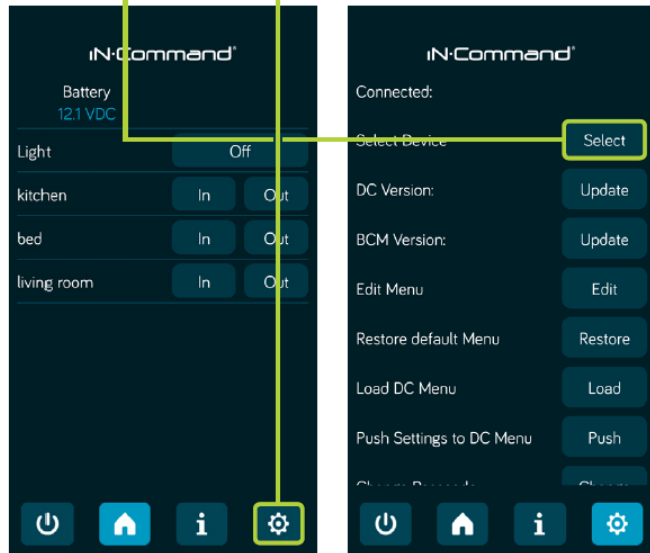 iN·Command
Battery
12.1 VDC
Light Off
kitchen In Out
bed In Out
living room In Out
i
iN·Command
Connected:
Select Device Select
DC Version: Update
BCM Version: Update
Edit Menu Edit
Restore default Menu Restore
Load DC Menu Load
Push Settings to DC Menu Push
i